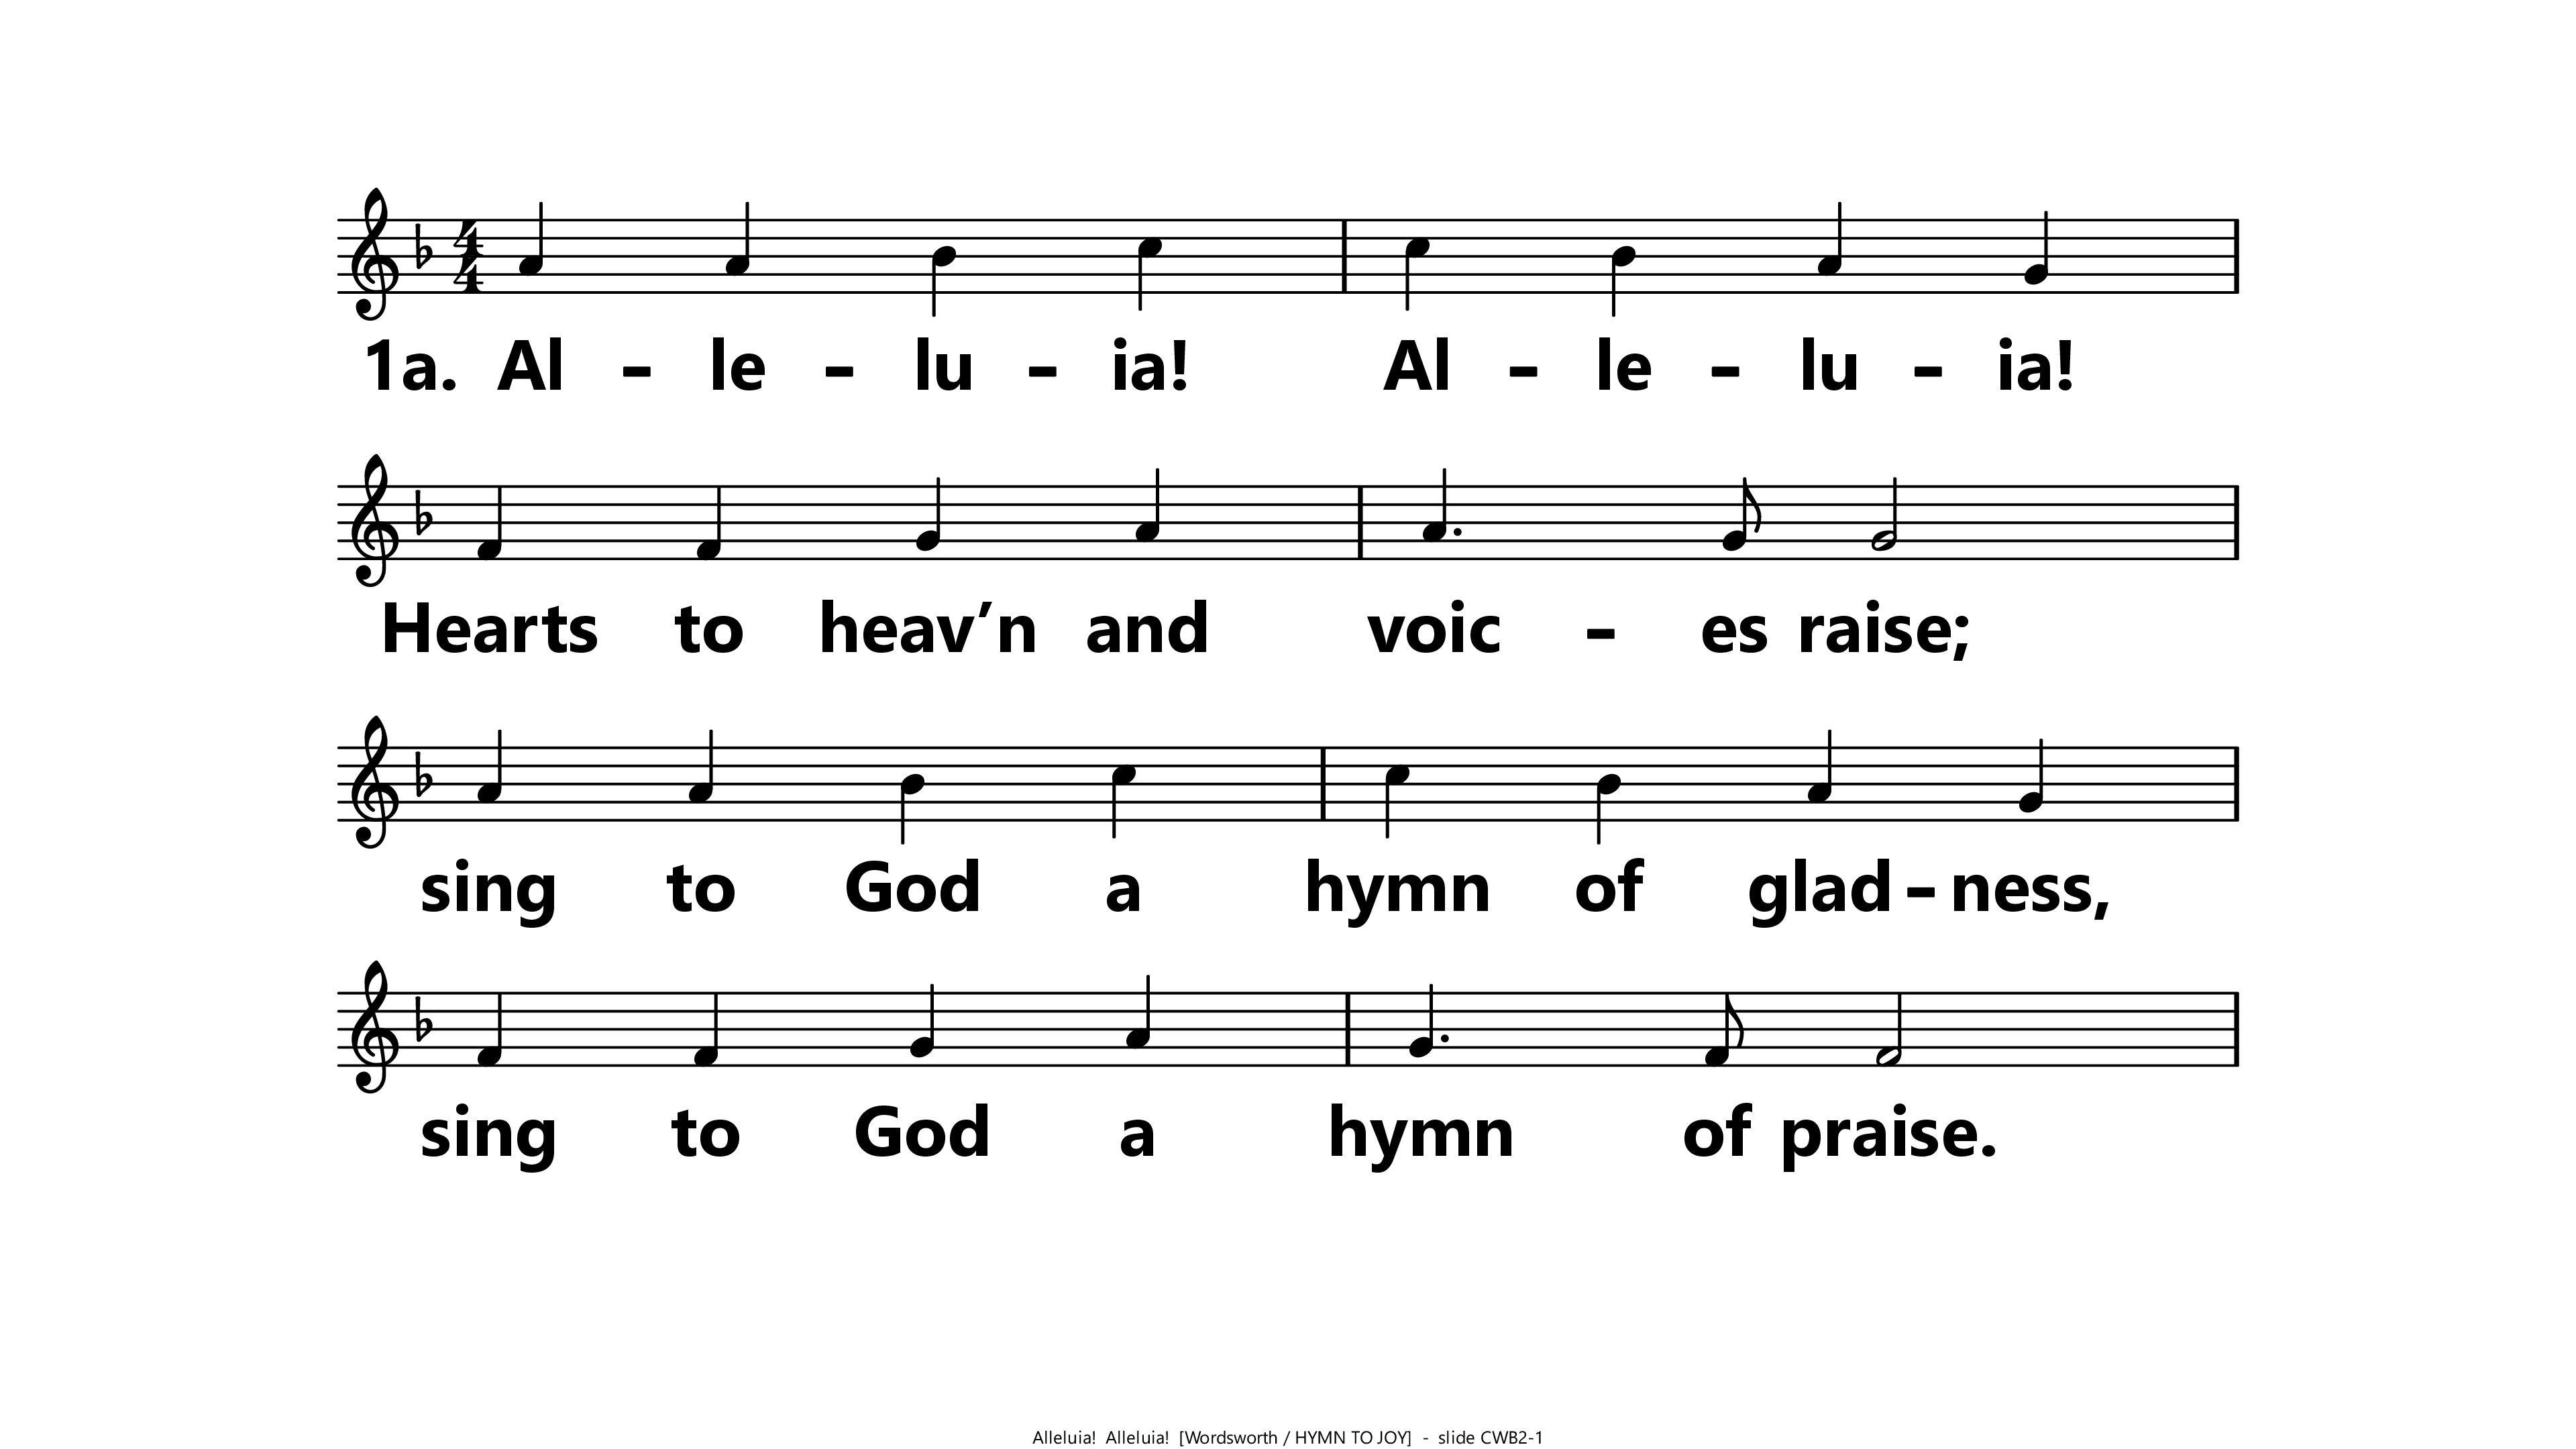 1a. Al - le - lu - ia! Al - le - lu - ia!
Hearts to heav’n and voic - es raise;
sing to God a hymn of glad - ness,
sing to God a hymn of praise.
Alleluia! Alleluia! [Wordsworth / HYMN TO JOY] - slide CWB2-1